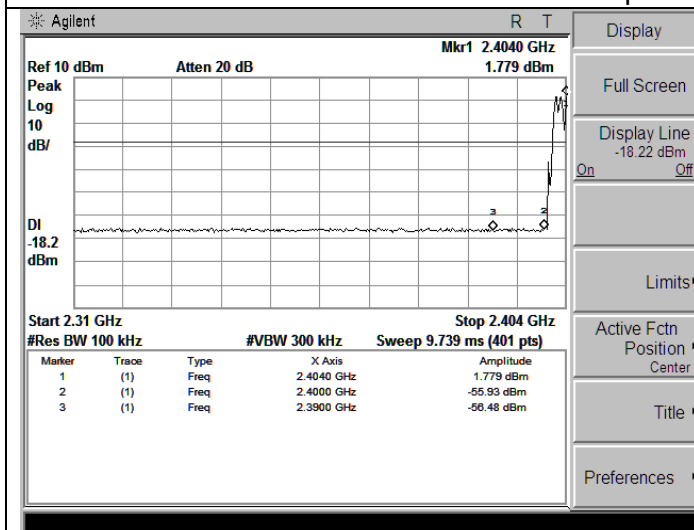 Agilent R T
Display
Mkr1 2.4040 GHz
Ref 10 dBm Atten 20 dB 1.779 dBm
Peak
Log
10
dB/
Full Screen
Display Line
-18.22 dBm
On Off
3 2
DI
-18.2
dBm
Limits
Start 2.31 GHz Stop 2.404 GHz
#Res BW 100 kHz #VBW 300 kHz Sweep 9.739 ms (401 pts)
Active Fctn
Position
Center
Marker Trace Type X Axis Amplitude
1 (1) Freq 2.4040 GHz 1.779 dBm
2 (1) Freq 2.4000 GHz -55.93 dBm
3 (1) Freq 2.3900 GHz -56.48 dBm
Title
Preferences